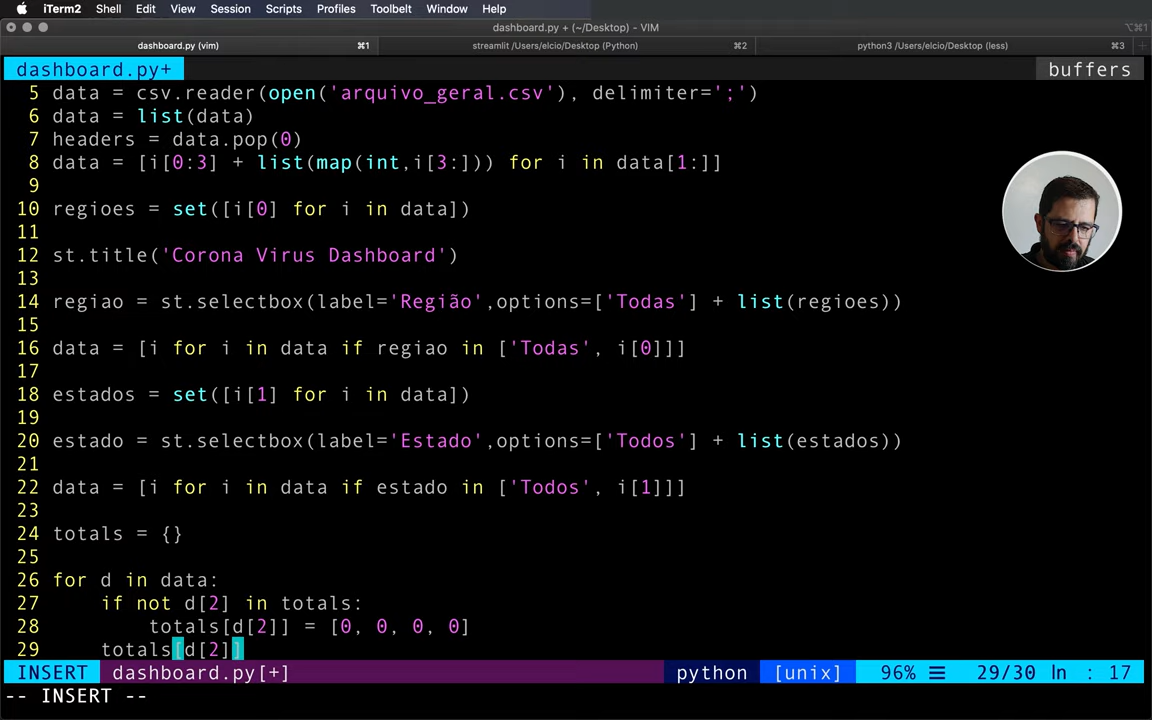 iTerm2 Shell Edit View Session Scripts Profiles Toolbelt Window Help
dashboard.py + (~/Desktop) - VIM ⌥⌘1
dashboard.py (vim) ⌘1 streamlit /Users/elcio/Desktop (Python) ⌘2 python3 /Users/elcio/Desktop (less) ⌘3 +
dashboard.py+ buffers
5 data = csv.reader(open('arquivo_geral.csv'), delimiter=';')
6 data = list(data)
7 headers = data.pop(0)
8 data = [i[0:3] + list(map(int,i[3:])) for i in data[1:]]
9
10 regioes = set([i[0] for i in data])
11
12 st.title('Corona Virus Dashboard')
13
14 regiao = st.selectbox(label='Região',options=['Todas'] + list(regioes))
15
16 data = [i for i in data if regiao in ['Todas', i[0]]]
17
18 estados = set([i[1] for i in data])
19
20 estado = st.selectbox(label='Estado',options=['Todos'] + list(estados))
21
22 data = [i for i in data if estado in ['Todos', i[1]]]
23
24 totals = {}
25
26 for d in data:
27 if not d[2] in totals:
28 totals[d[2]] = [0, 0, 0, 0]
29 totals[d[2]]
INSERT dashboard.py[+] python [unix] 96% ☰ 29/30 ln : 17
-- INSERT --